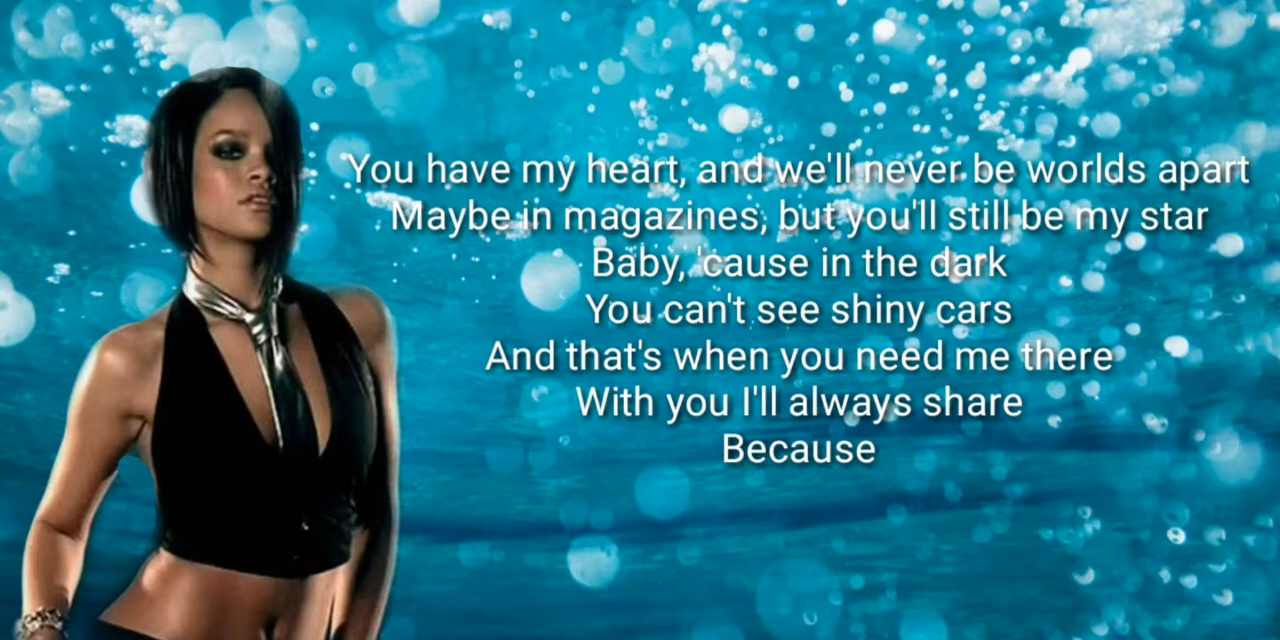 You have my heart, and we'll never be worlds apart
Maybe in magazines, but you'll still be my star
Baby, 'cause in the dark
You can't see shiny cars
And that's when you need me there
With you I'll always share
Because